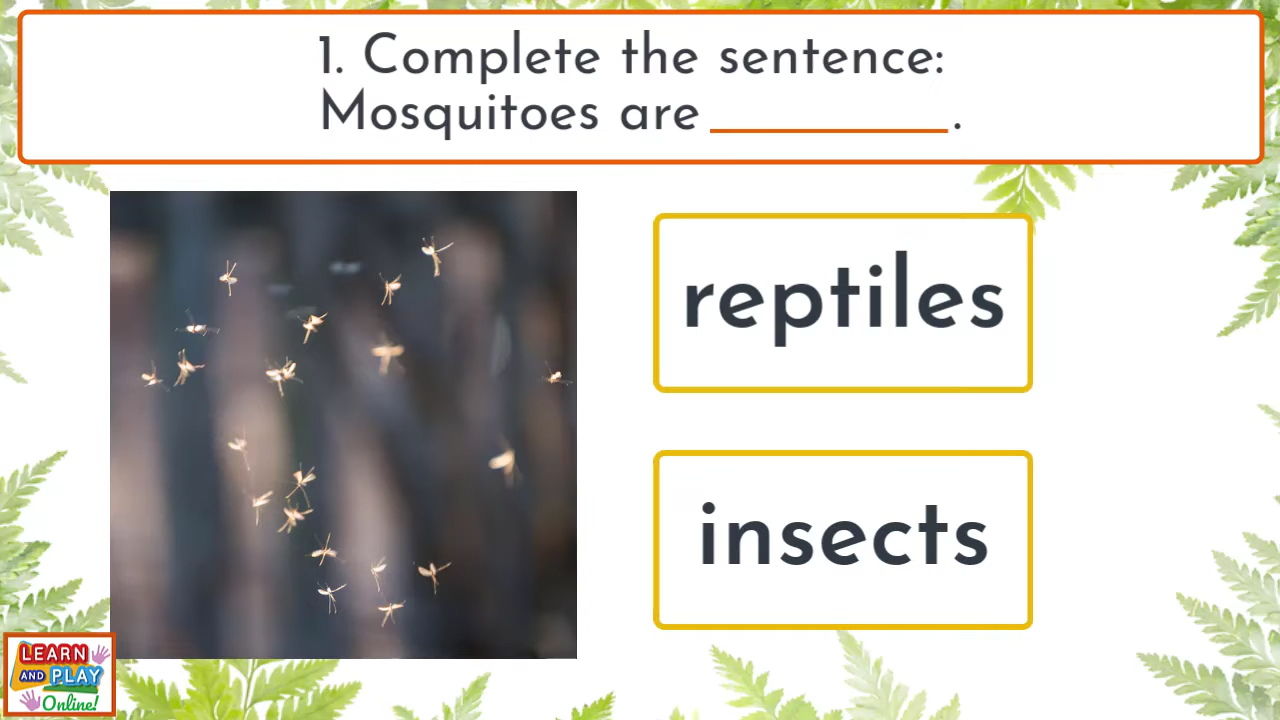 1. Complete the sentence:
Mosquitoes are ________.
reptiles
insects
LEARN
AND PLAY
Online!